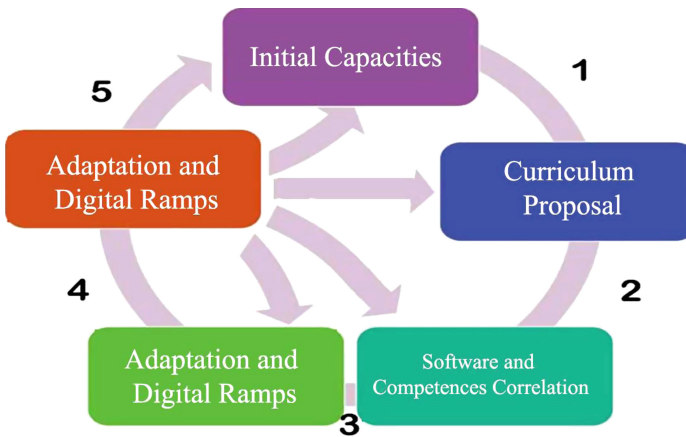 Initial Capacities
1
5
Adaptation and
Digital Ramps
Curriculum
Proposal
4
2
Adaptation and
Digital Ramps
Software and
Competences Correlation
3